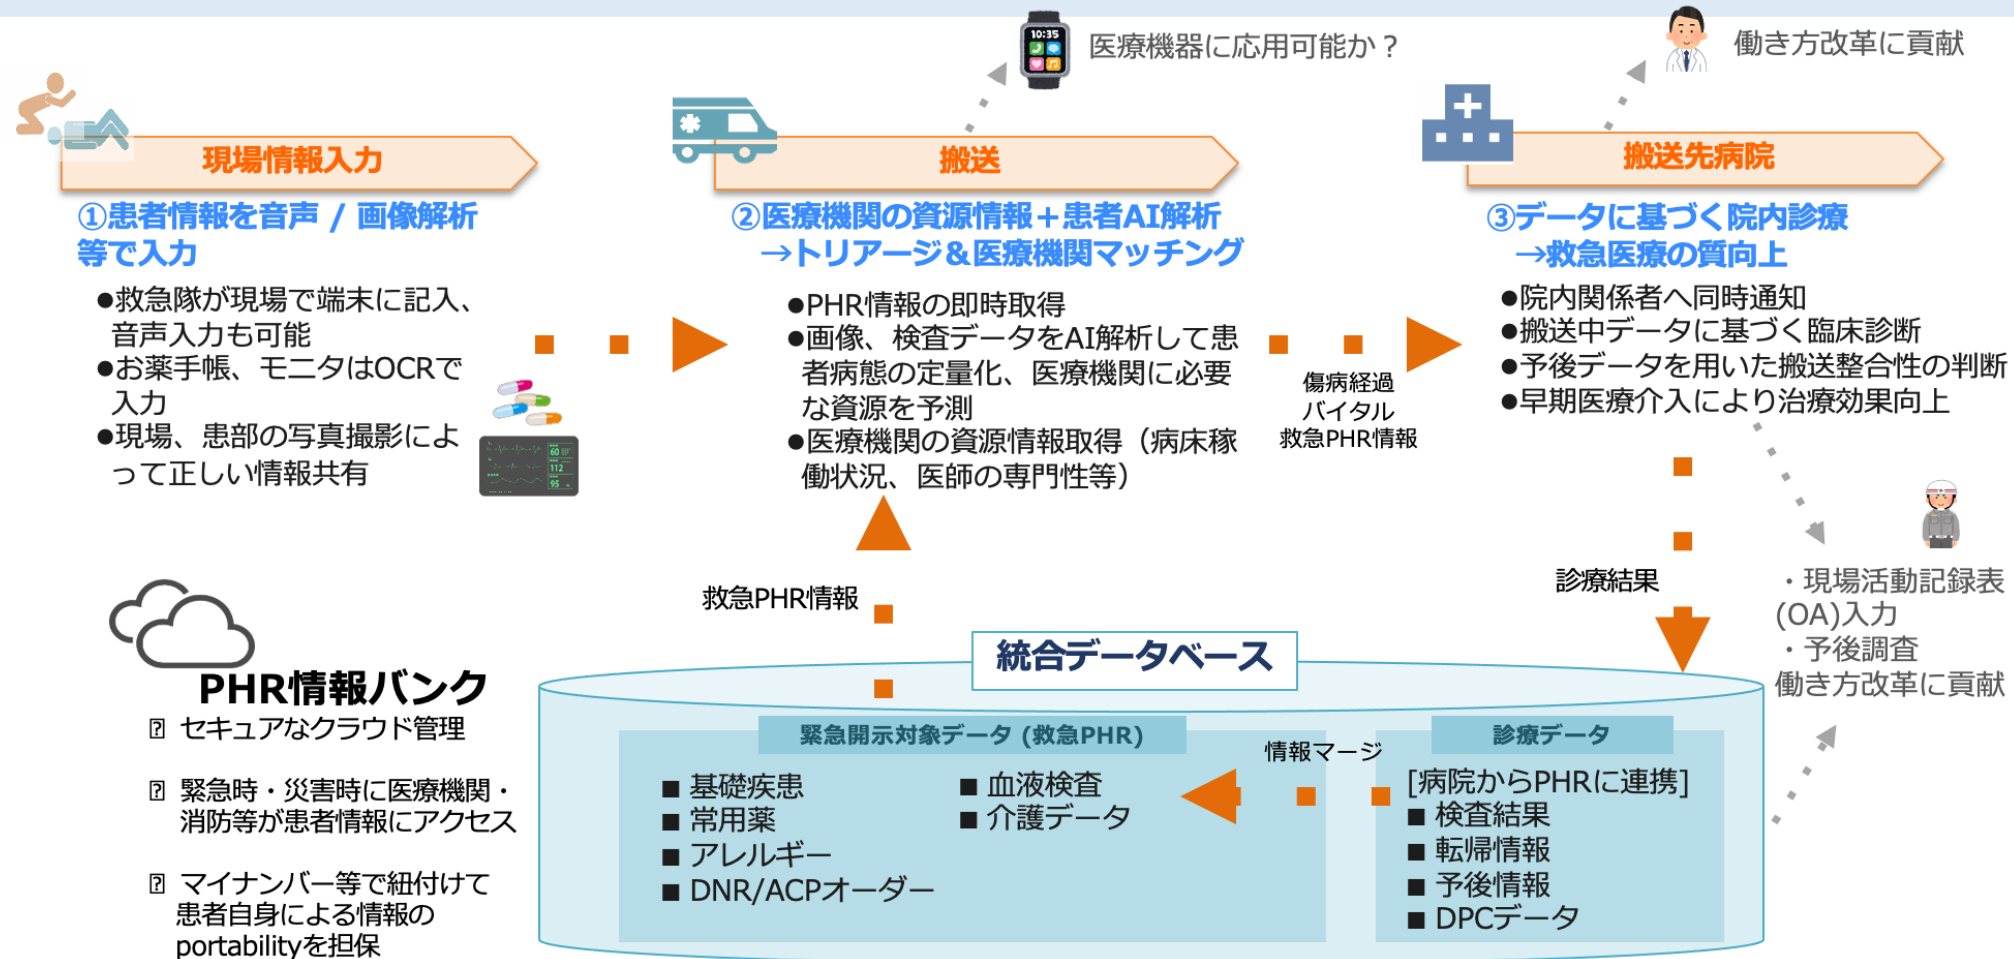 10:35
医療機器に応用可能か？
働き方改革に貢献
現場情報入力
①患者情報を音声 / 画像解析
等で入力
●救急隊が現場で端末に記入、
音声入力も可能
●お薬手帳、モニタはOCRで
入力
●現場、患部の写真撮影によ
って正しい情報共有
60
112
95
搬送
②医療機関の資源情報＋患者AI解析
→トリアージ＆医療機関マッチング
●PHR情報の即時取得
●画像、検査データをAI解析して患
者病態の定量化、医療機関に必要
な資源を予測
●医療機関の資源情報取得（病床稼
働状況、医師の専門性等）
傷病経過
バイタル
救急PHR情報
搬送先病院
③データに基づく院内診療
→救急医療の質向上
●院内関係者へ同時通知
●搬送中データに基づく臨床診断
●予後データを用いた搬送整合性の判断
●早期医療介入により治療効果向上
救急PHR情報
診療結果
・現場活動記録表
(OA)入力
・予後調査
働き方改革に貢献
PHR情報バンク
セキュアなクラウド管理
緊急時・災害時に医療機関・
消防等が患者情報にアクセス
マイナンバー等で紐付けて
患者自身による情報の
portabilityを担保
統合データベース
緊急開示対象データ (救急PHR)
■ 基礎疾患
■ 常用薬
■ アレルギー
■ DNR/ACPオーダー
■ 血液検査
■ 介護データ
情報マージ
診療データ
[病院からPHRに連携]
■ 検査結果
■ 転帰情報
■ 予後情報
■ DPCデータ